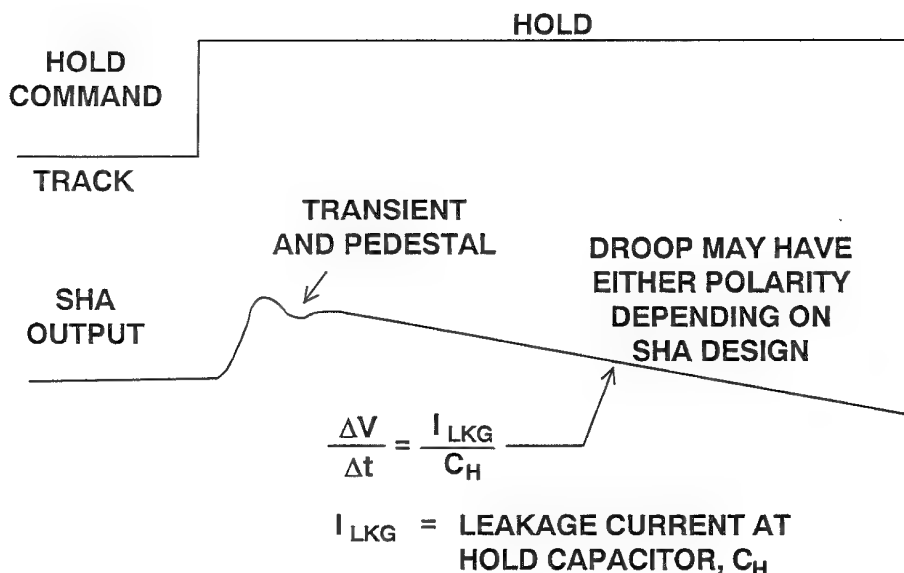 HOLD
HOLD
COMMAND
TRACK
TRANSIENT
AND PEDESTAL
DROOP MAY HAVE
EITHER POLARITY
DEPENDING ON
SHA DESIGN
SHA
OUTPUT
ΔV/Δt = I_LKG/C_H
I_LKG = LEAKAGE CURRENT AT
HOLD CAPACITOR, C_H